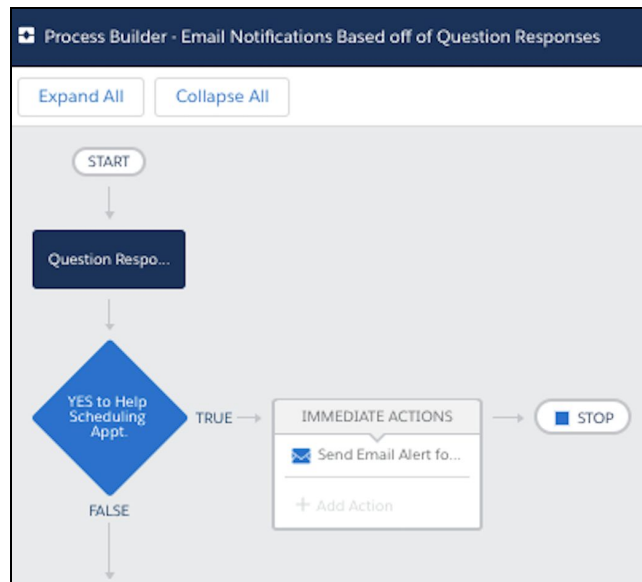 Process Builder - Email Notifications Based off of Question Responses
Expand All
Collapse All
START
Question Respo...
YES to Help
Scheduling
Appt.
TRUE
IMMEDIATE ACTIONS
STOP
Send Email Alert fo...
+ Add Action
FALSE